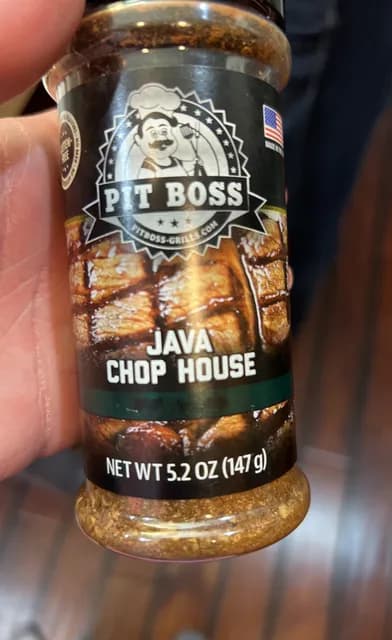 PIT BOSS
PITBOSS-GRILLS.COM
JAVA
CHOP HOUSE
NET WT 5.2 OZ (147 g)